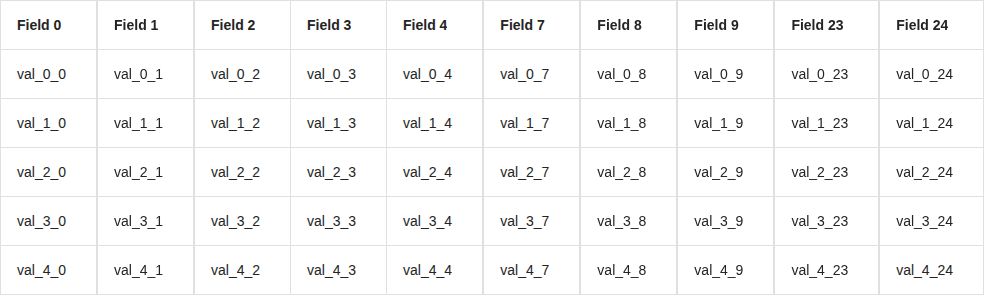 Field 0 Field 1 Field 2 Field 3 Field 4 Field 7 Field 8 Field 9 Field 23 Field 24
val_0_0 val_0_1 val_0_2 val_0_3 val_0_4 val_0_7 val_0_8 val_0_9 val_0_23 val_0_24
val_1_0 val_1_1 val_1_2 val_1_3 val_1_4 val_1_7 val_1_8 val_1_9 val_1_23 val_1_24
val_2_0 val_2_1 val_2_2 val_2_3 val_2_4 val_2_7 val_2_8 val_2_9 val_2_23 val_2_24
val_3_0 val_3_1 val_3_2 val_3_3 val_3_4 val_3_7 val_3_8 val_3_9 val_3_23 val_3_24
val_4_0 val_4_1 val_4_2 val_4_3 val_4_4 val_4_7 val_4_8 val_4_9 val_4_23 val_4_24